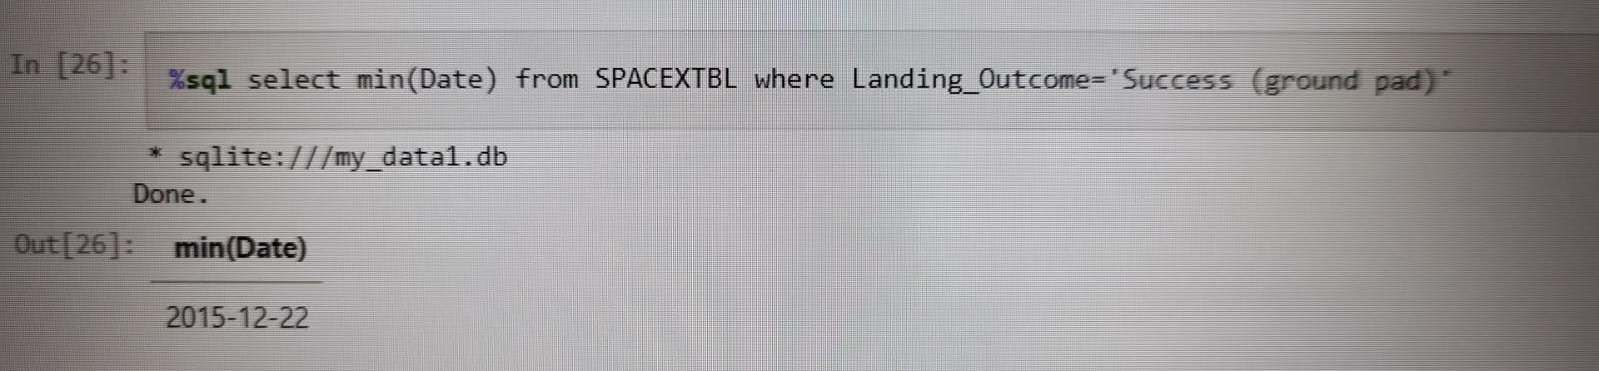 In [26]: %sql select min(Date) from SPACEXTBL where Landing_Outcome='Success (ground pad)'
* sqlite:///my_data1.db
Done.
Out[26]: min(Date)
2015-12-22